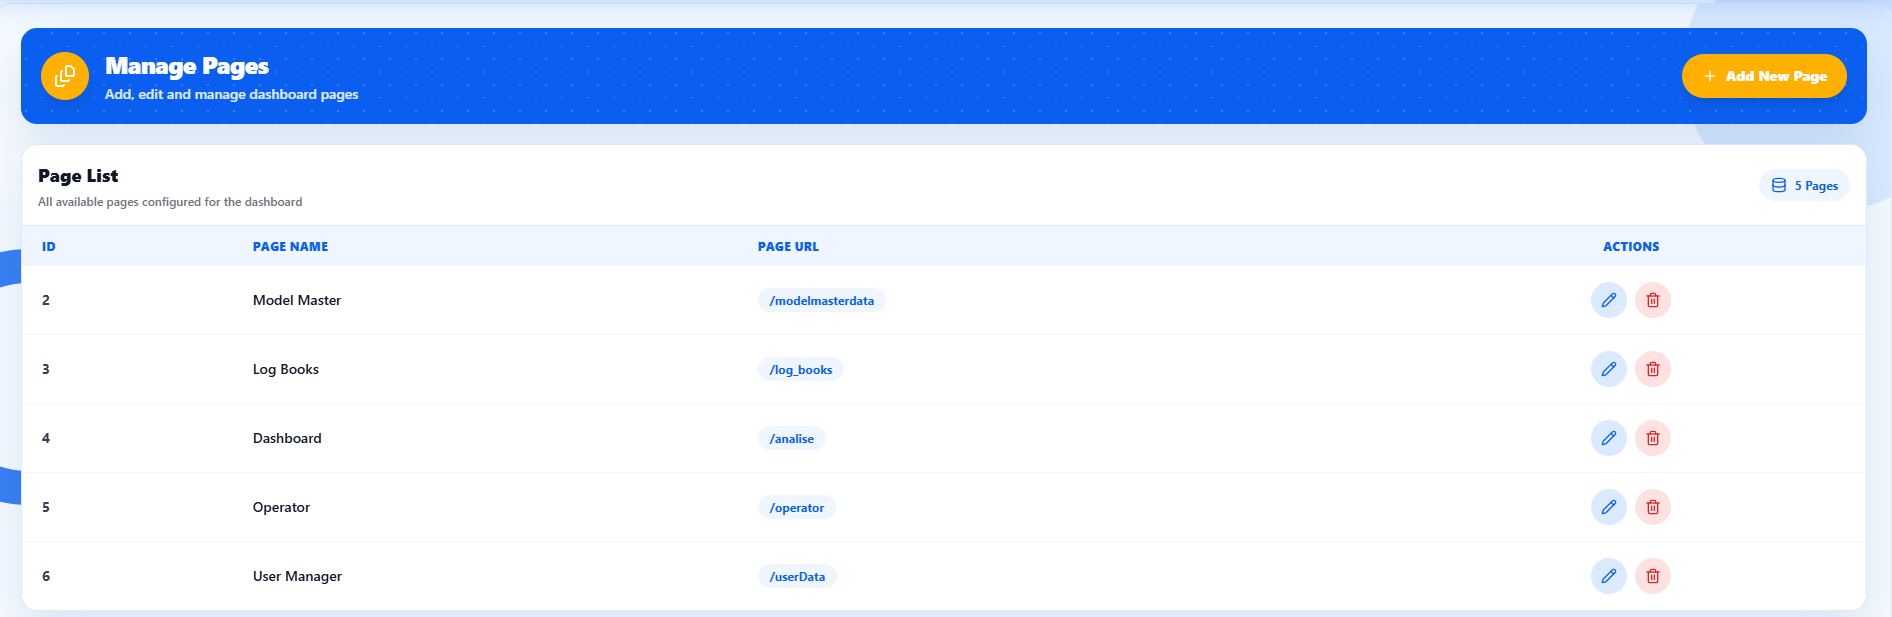 Manage Pages
Add, edit and manage dashboard pages
Add New Page
Page List
All available pages configured for the dashboard
5 Pages
ID PAGE NAME PAGE URL ACTIONS
2 Model Master /modelmasterdata
3 Log Books /log_books
4 Dashboard /analise
5 Operator /operator
6 User Manager /userData